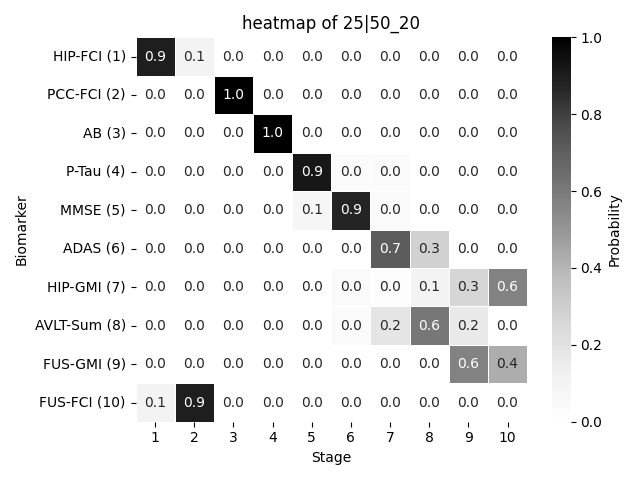 heatmap of 25|50_20
HIP-FCI (1) 0.9 0.1 0.0 0.0 0.0 0.0 0.0 0.0 0.0 0.0
PCC-FCI (2) 0.0 0.0 1.0 0.0 0.0 0.0 0.0 0.0 0.0 0.0
AB (3) 0.0 0.0 0.0 1.0 0.0 0.0 0.0 0.0 0.0 0.0
P-Tau (4) 0.0 0.0 0.0 0.0 0.9 0.0 0.0 0.0 0.0 0.0
MMSE (5) 0.0 0.0 0.0 0.0 0.1 0.9 0.0 0.0 0.0 0.0
ADAS (6) 0.0 0.0 0.0 0.0 0.0 0.0 0.7 0.3 0.0 0.0
HIP-GMI (7) 0.0 0.0 0.0 0.0 0.0 0.0 0.0 0.1 0.3 0.6
AVLT-Sum (8) 0.0 0.0 0.0 0.0 0.0 0.0 0.2 0.6 0.2 0.0
FUS-GMI (9) 0.0 0.0 0.0 0.0 0.0 0.0 0.0 0.0 0.6 0.4
FUS-FCI (10) 0.1 0.9 0.0 0.0 0.0 0.0 0.0 0.0 0.0 0.0
1 2 3 4 5 6 7 8 9 10
Stage
Biomarker
1.0
0.8
0.6
0.4
0.2
0.0
Probability